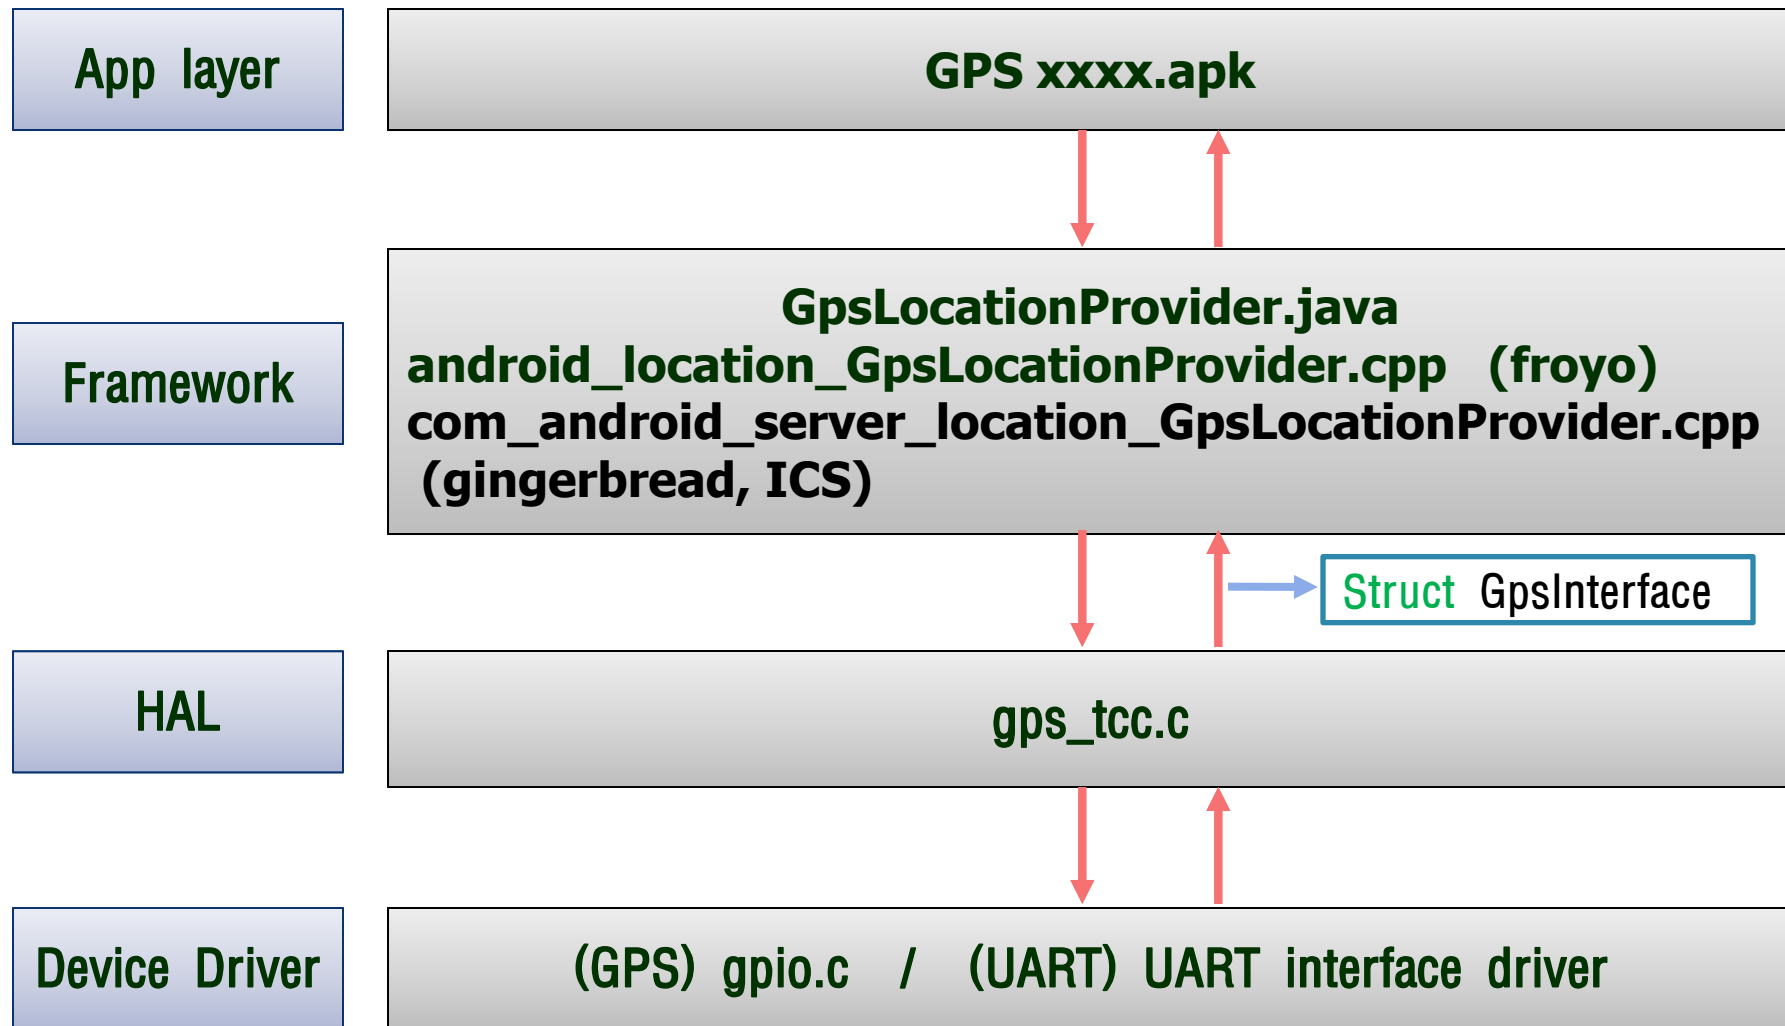 App layer
GPS xxxx.apk
Framework
GpsLocationProvider.java
android_location_GpsLocationProvider.cpp (froyo)
com_android_server_location_GpsLocationProvider.cpp
(gingerbread, ICS)
Struct GpsInterface
HAL
gps_tcc.c
Device Driver
(GPS) gpio.c / (UART) UART interface driver